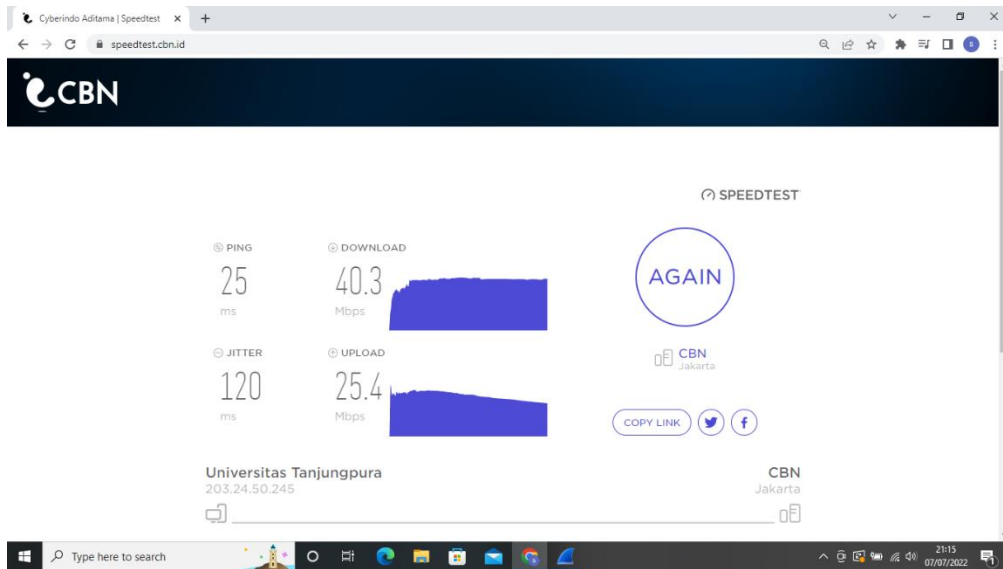 Cyberindo Aditama | Speedtest
speedtest.cbn.id
CBN
SPEEDTEST
PING
25
ms
DOWNLOAD
40.3
Mbps
AGAIN
JITTER
120
ms
UPLOAD
25.4
Mbps
CBN
Jakarta
COPY LINK
Universitas Tanjungpura
203.24.50.245
CBN
Jakarta
Type here to search
21:15
07/07/2022